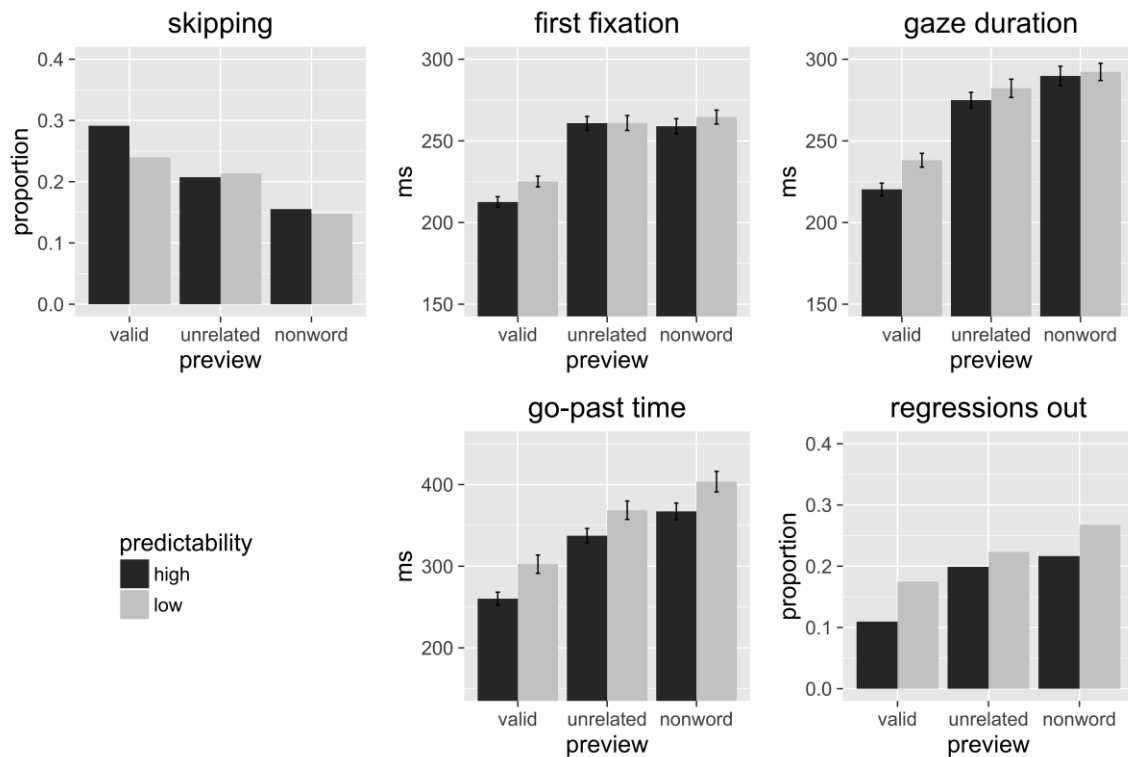 skipping
0.4
0.3
0.2
0.1
0.0
proportion
valid unrelated nonword
preview
first fixation
300
250
200
150
ms
valid unrelated nonword
preview
gaze duration
300
250
200
150
ms
valid unrelated nonword
preview
predictability
high
low
go-past time
400
300
200
ms
valid unrelated nonword
preview
regressions out
0.4
0.3
0.2
0.1
0.0
proportion
valid unrelated nonword
preview